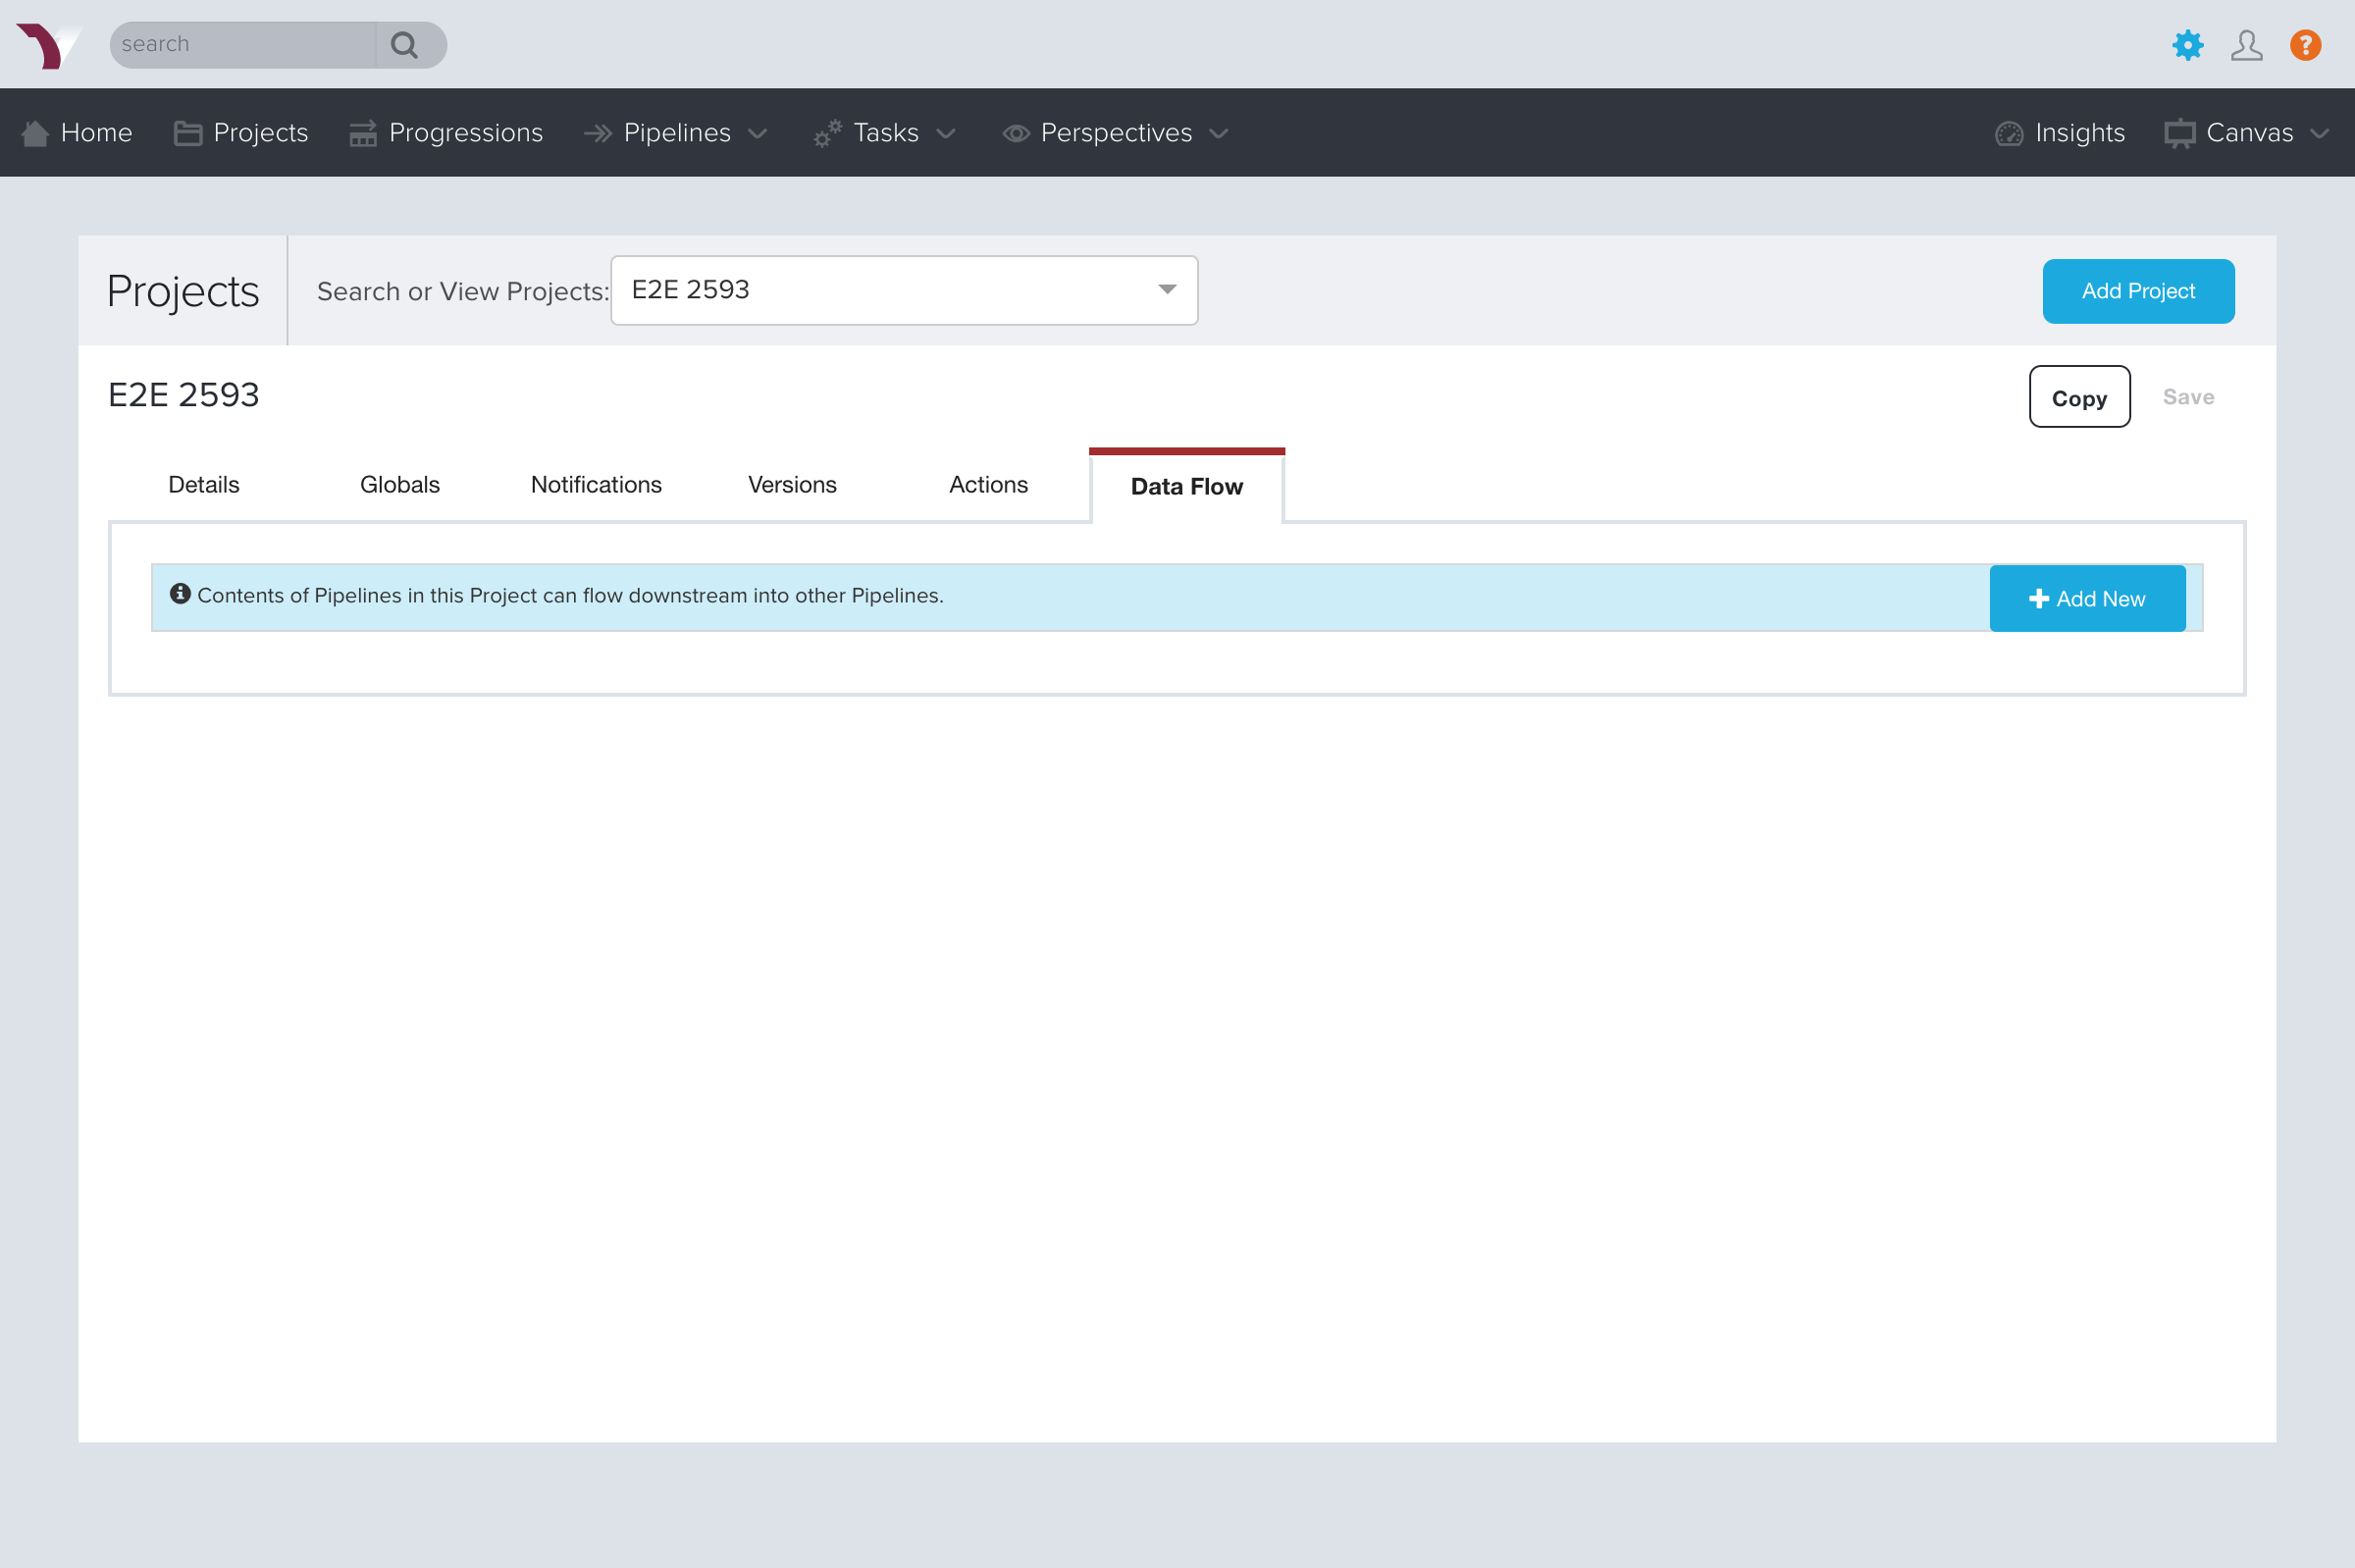 search
Home Projects Progressions Pipelines Tasks Perspectives Insights Canvas
Projects Search or View Projects: E2E 2593 Add Project
E2E 2593 Copy Save
Details Globals Notifications Versions Actions Data Flow
Contents of Pipelines in this Project can flow downstream into other Pipelines. Add New